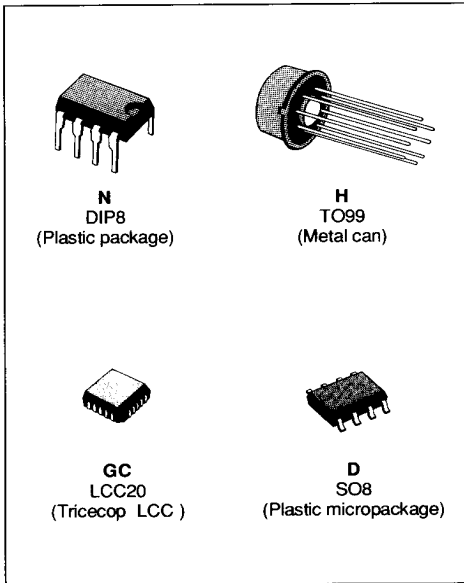 N
DIP8
(Plastic package)
H
TO99
(Metal can)
GC
LCC20
(Tricecop LCC )
D
SO8
(Plastic micropackage)